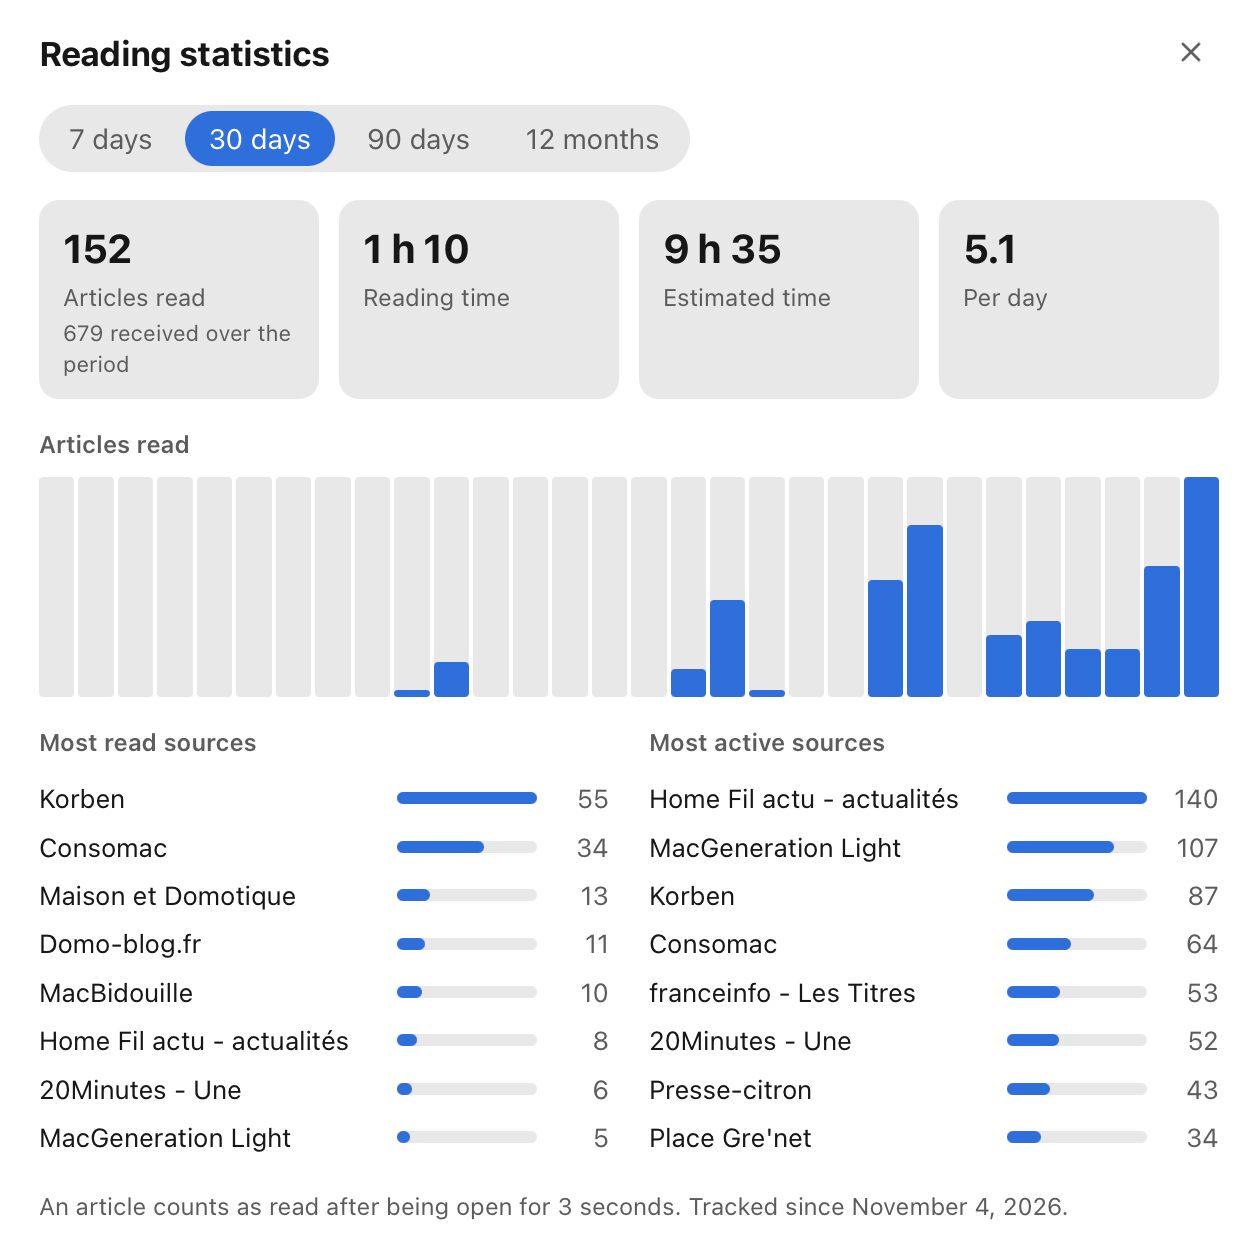 Reading statistics
7 days 30 days 90 days 12 months
152
Articles read
679 received over the
period
1 h 10
Reading time
9 h 35
Estimated time
5.1
Per day
Articles read
Most read sources
Korben 55
Consomac 34
Maison et Domotique 13
Domo-blog.fr 11
MacBidouille 10
Home Fil actu - actualités 8
20Minutes - Une 6
MacGeneration Light 5
Most active sources
Home Fil actu - actualités 140
MacGeneration Light 107
Korben 87
Consomac 64
franceinfo - Les Titres 53
20Minutes - Une 52
Presse-citron 43
Place Gre'net 34
An article counts as read after being open for 3 seconds. Tracked since November 4, 2026.